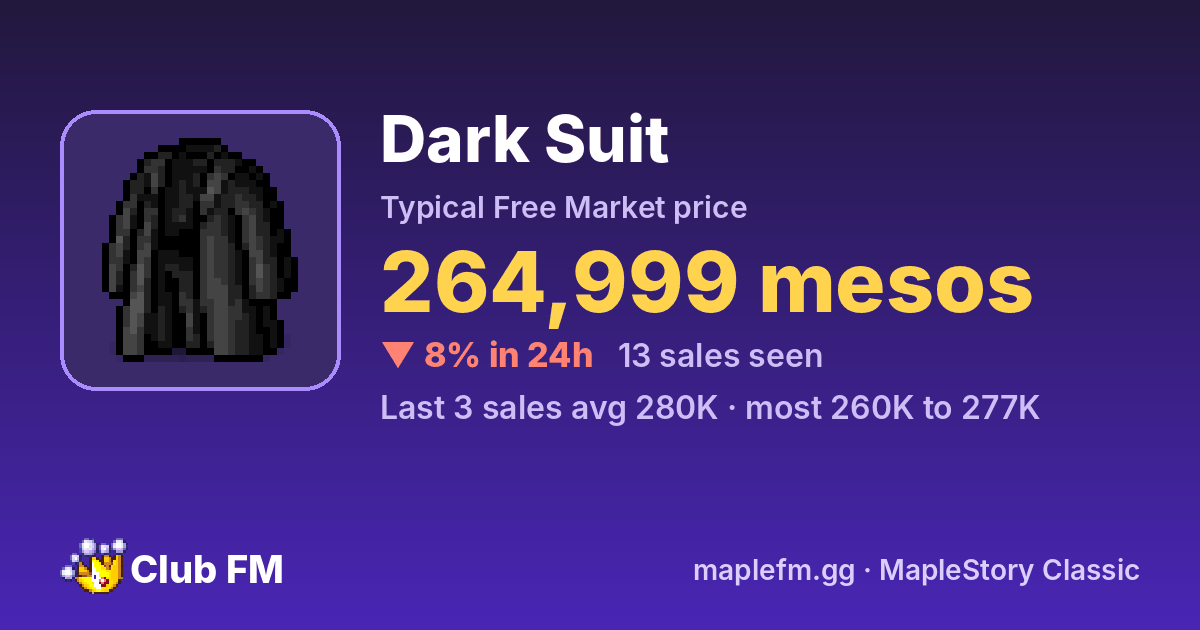 Dark Suit
Typical Free Market price
264,999 mesos
▼ 8% in 24h 13 sales seen
Last 3 sales avg 280K · most 260K to 277K
Club FM
maplefm.gg · MapleStory Classic